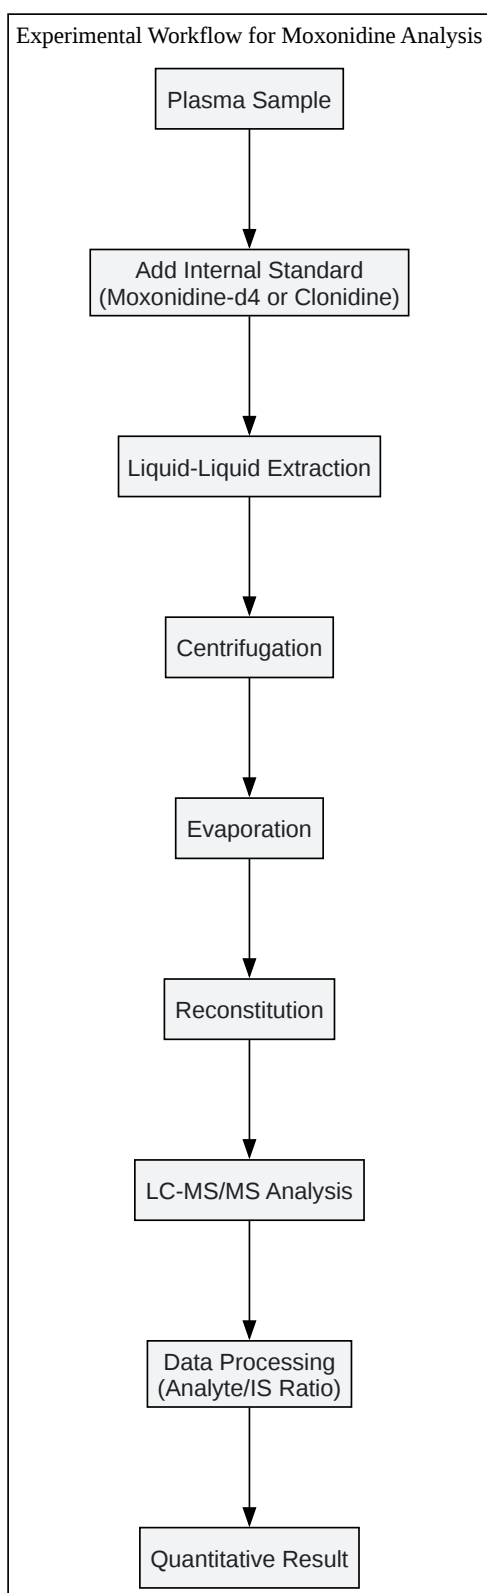 Experimental Workflow for Moxonidine Analysis
Plasma Sample
Add Internal Standard
(Moxonidine-d4 or Clonidine)
Liquid-Liquid Extraction
Centrifugation
Evaporation
Reconstitution
LC-MS/MS Analysis
Data Processing
(Analyte/IS Ratio)
Quantitative Result